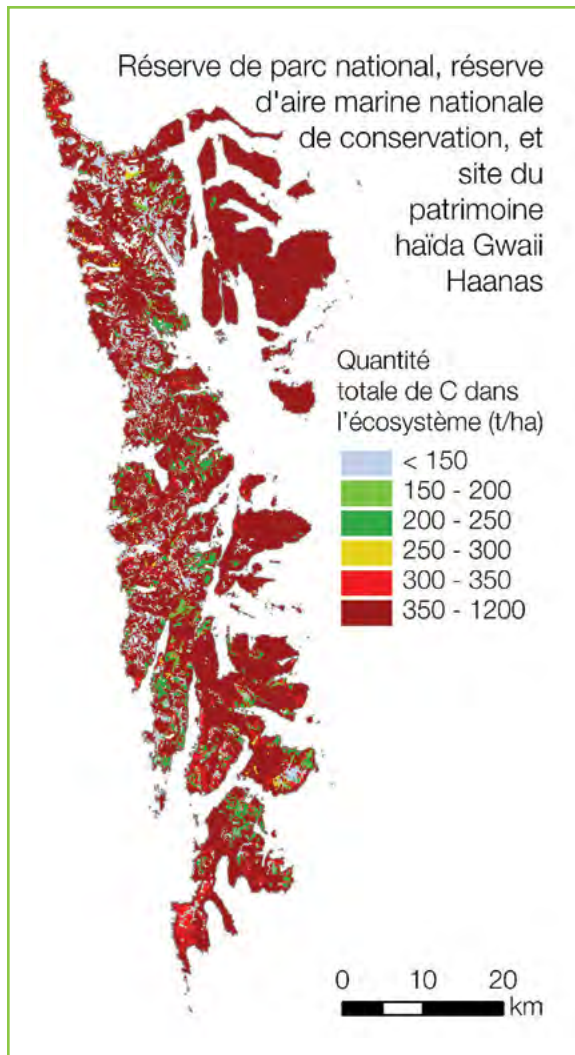 Réserve de parc national, réserve
d'aire marine nationale
de conservation, et
site du
patrimoine
haïda Gwaii
Haanas
Quantité
totale de C dans
l'écosystème (t/ha)
< 150
150 - 200
200 - 250
250 - 300
300 - 350
350 - 1200
0 10 20
km